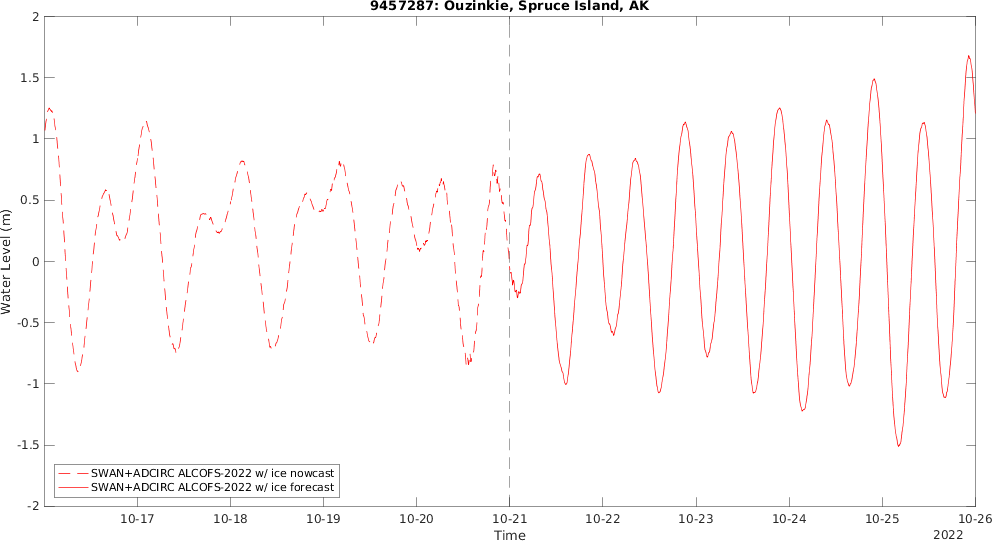 9457287: Ouzinkie, Spruce Island, AK
2
1.5
1
0.5
0
-0.5
-1
-1.5
-2
Water Level (m)
SWAN+ADCIRC ALCOFS-2022 w/ ice nowcast
SWAN+ADCIRC ALCOFS-2022 w/ ice forecast
10-17 10-18 10-19 10-20 10-21 10-22 10-23 10-24 10-25 10-26
Time
2022